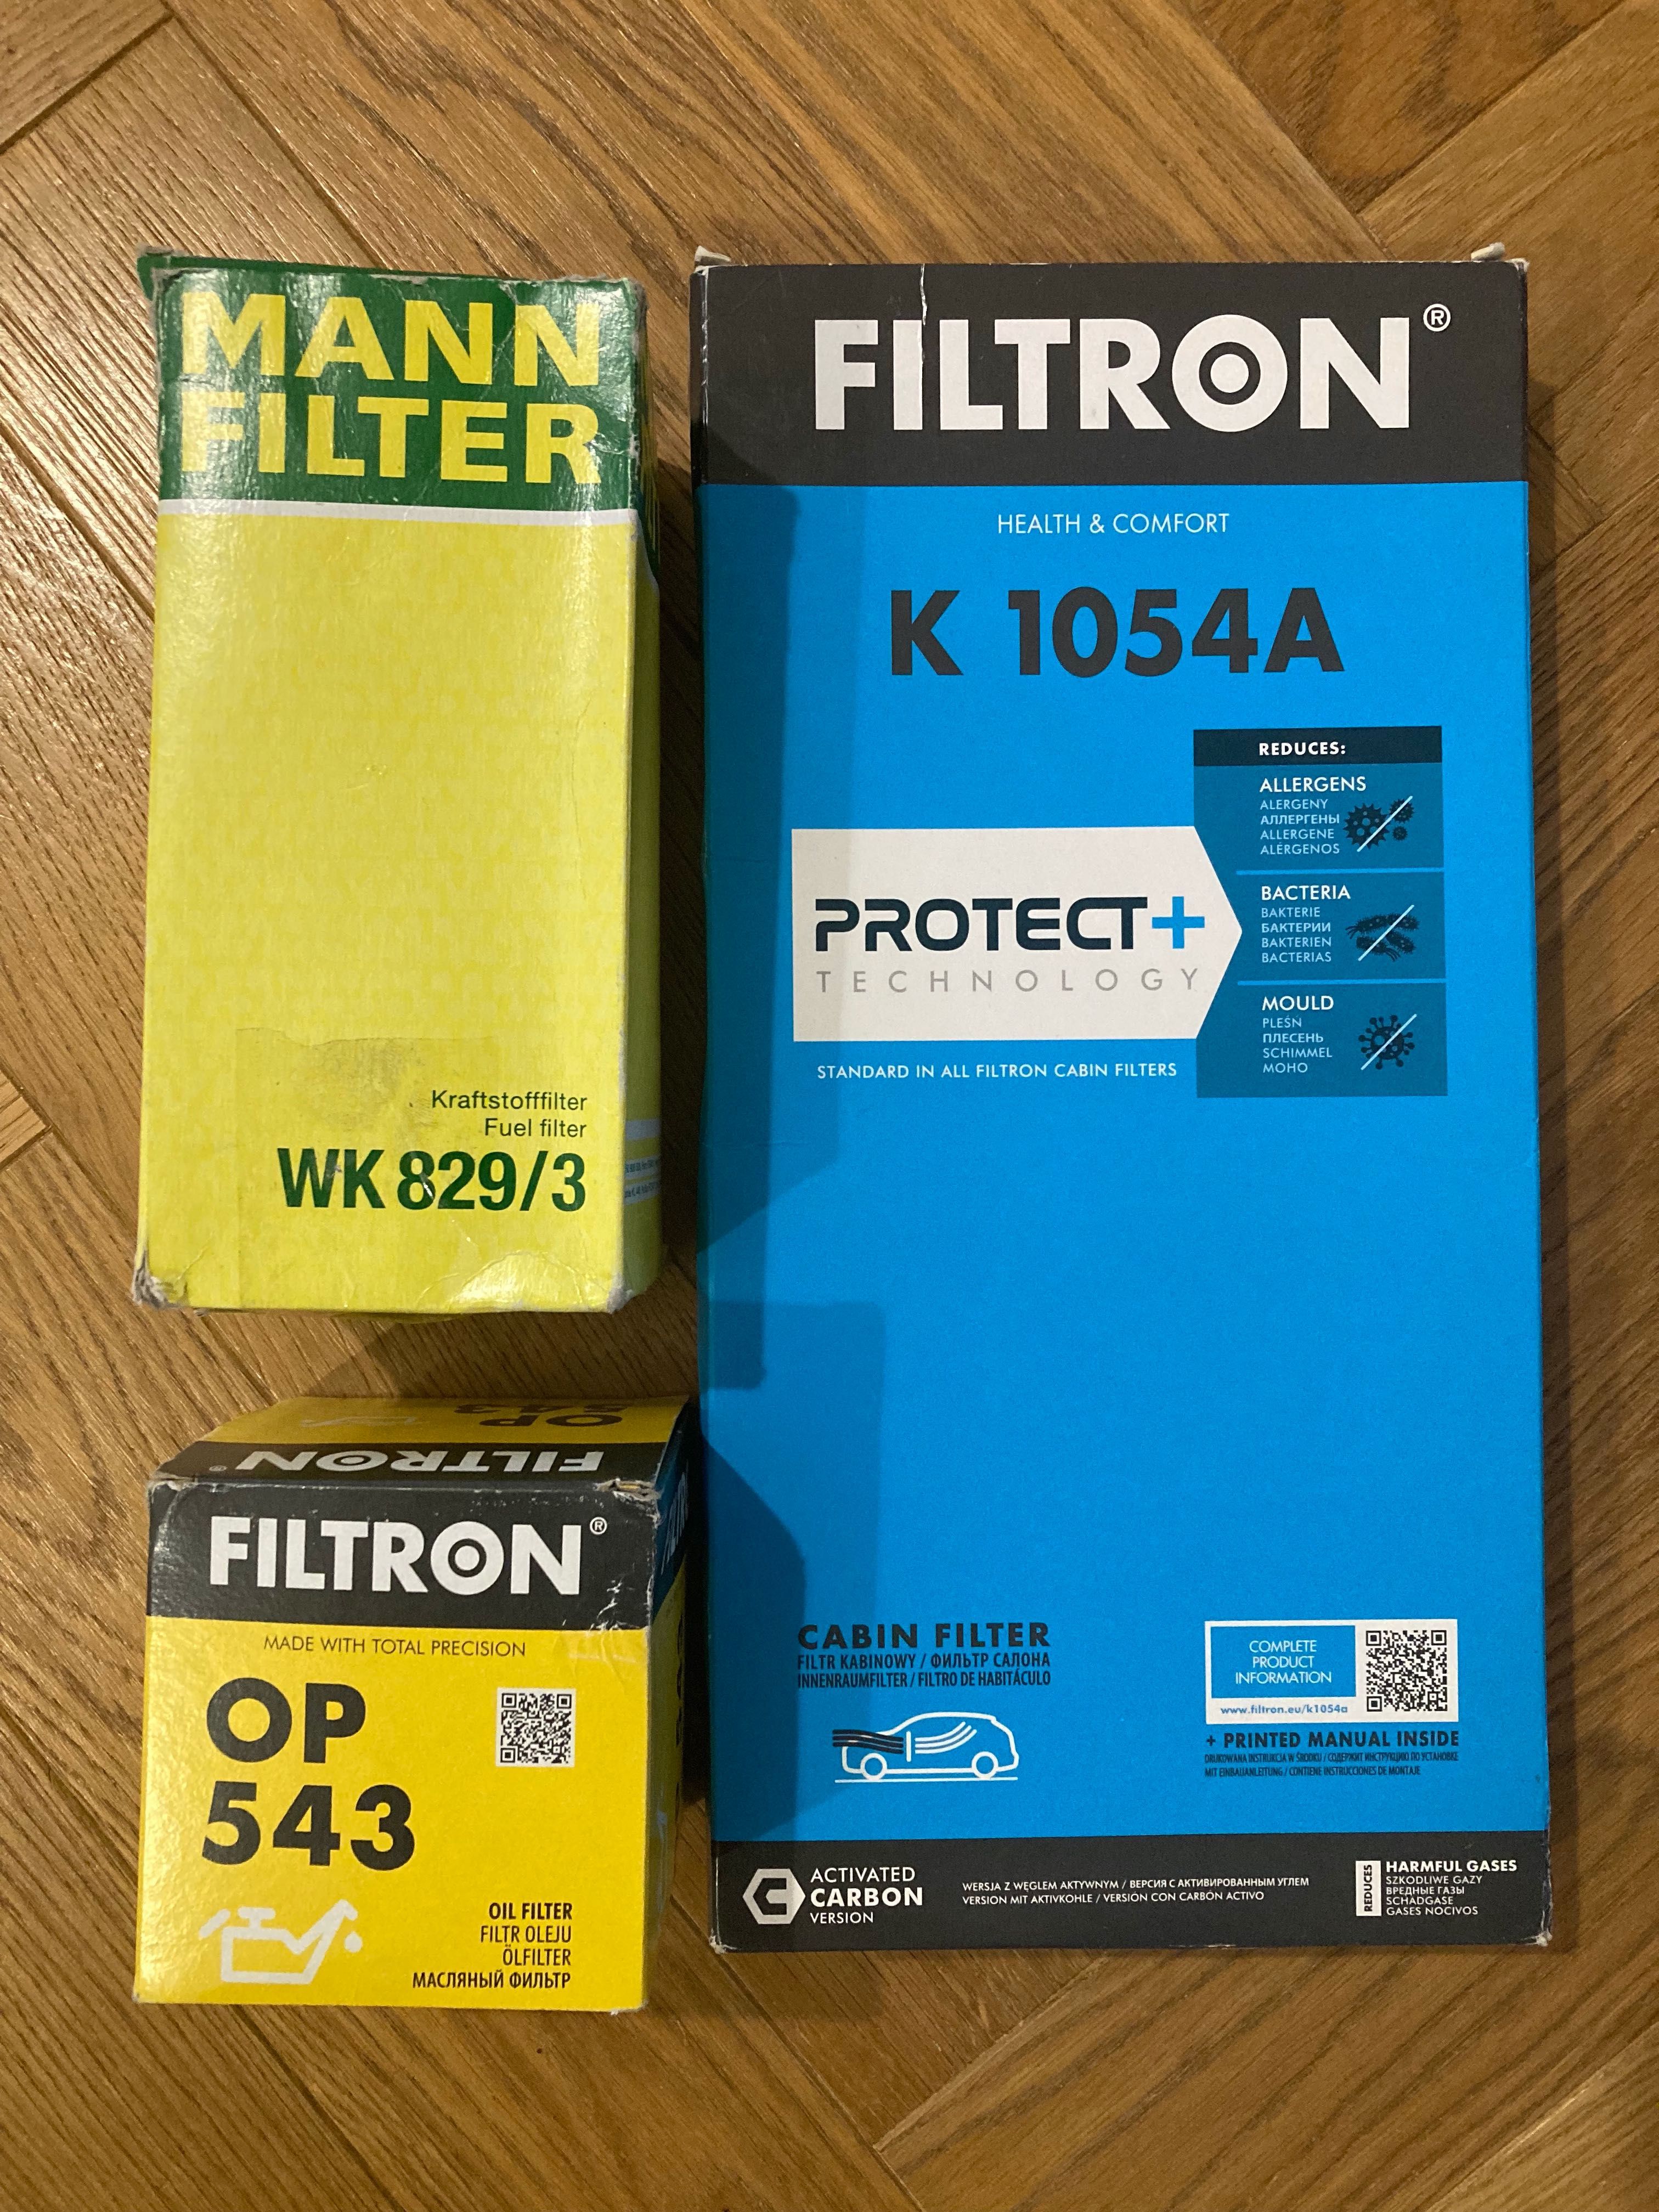 MANN
FILTER
Kraftstofffilter
Fuel filter
WK 829/3
OP
543
FILTRON®
FILTRON®
MADE WITH TOTAL PRECISION
OP
543
OIL FILTER
FILTR OLEJU
ÖLFILTER
МАСЛЯНЫЙ ФИЛЬТР
FILTRON®
HEALTH & COMFORT
K 1054A
REDUCES:
ALLERGENS
ALERGENY
АЛЛЕРГЕНЫ
ALLERGENE
ALÉRGENOS
BACTERIA
BAKTERIE
БАКТЕРИИ
BAKTERIEN
BACTERIAS
MOULD
PLEŚŃ
ПЛЕСЕНЬ
SCHIMMEL
MOHO
PROTECT+
TECHNOLOGY
STANDARD IN ALL FILTRON CABIN FILTERS
CABIN FILTER
FILTR KABINOWY / ФИЛЬТР САЛОНА
INNENRAUMFILTER / FILTRO DE HABITÁCULO
COMPLETE
PRODUCT
INFORMATION
www.filtron.eu/k1054a
+ PRINTED MANUAL INSIDE
DRUKOWANA INSTRUKCJA W ŚRODKU / СОДЕРЖИТ ИНСТРУКЦИЮ ПО УСТАНОВКЕ
MIT EINBAUANLEITUNG / CONTIENE INSTRUCCIONES DE MONTAJE
C
ACTIVATED
CARBON
VERSION
WERSJA Z WĘGLEM AKTYWNYM / ВЕРСИЯ С АКТИВИРОВАННЫМ УГЛЕМ
VERSION MIT AKTIVKOHLE / VERSIÓN CON CARBÓN ACTIVO
REDUCES
HARMFUL GASES
SZKODLIWE GAZY
ВРЕДНЫЕ ГАЗЫ
SCHADGASE
GASES NOCIVOS